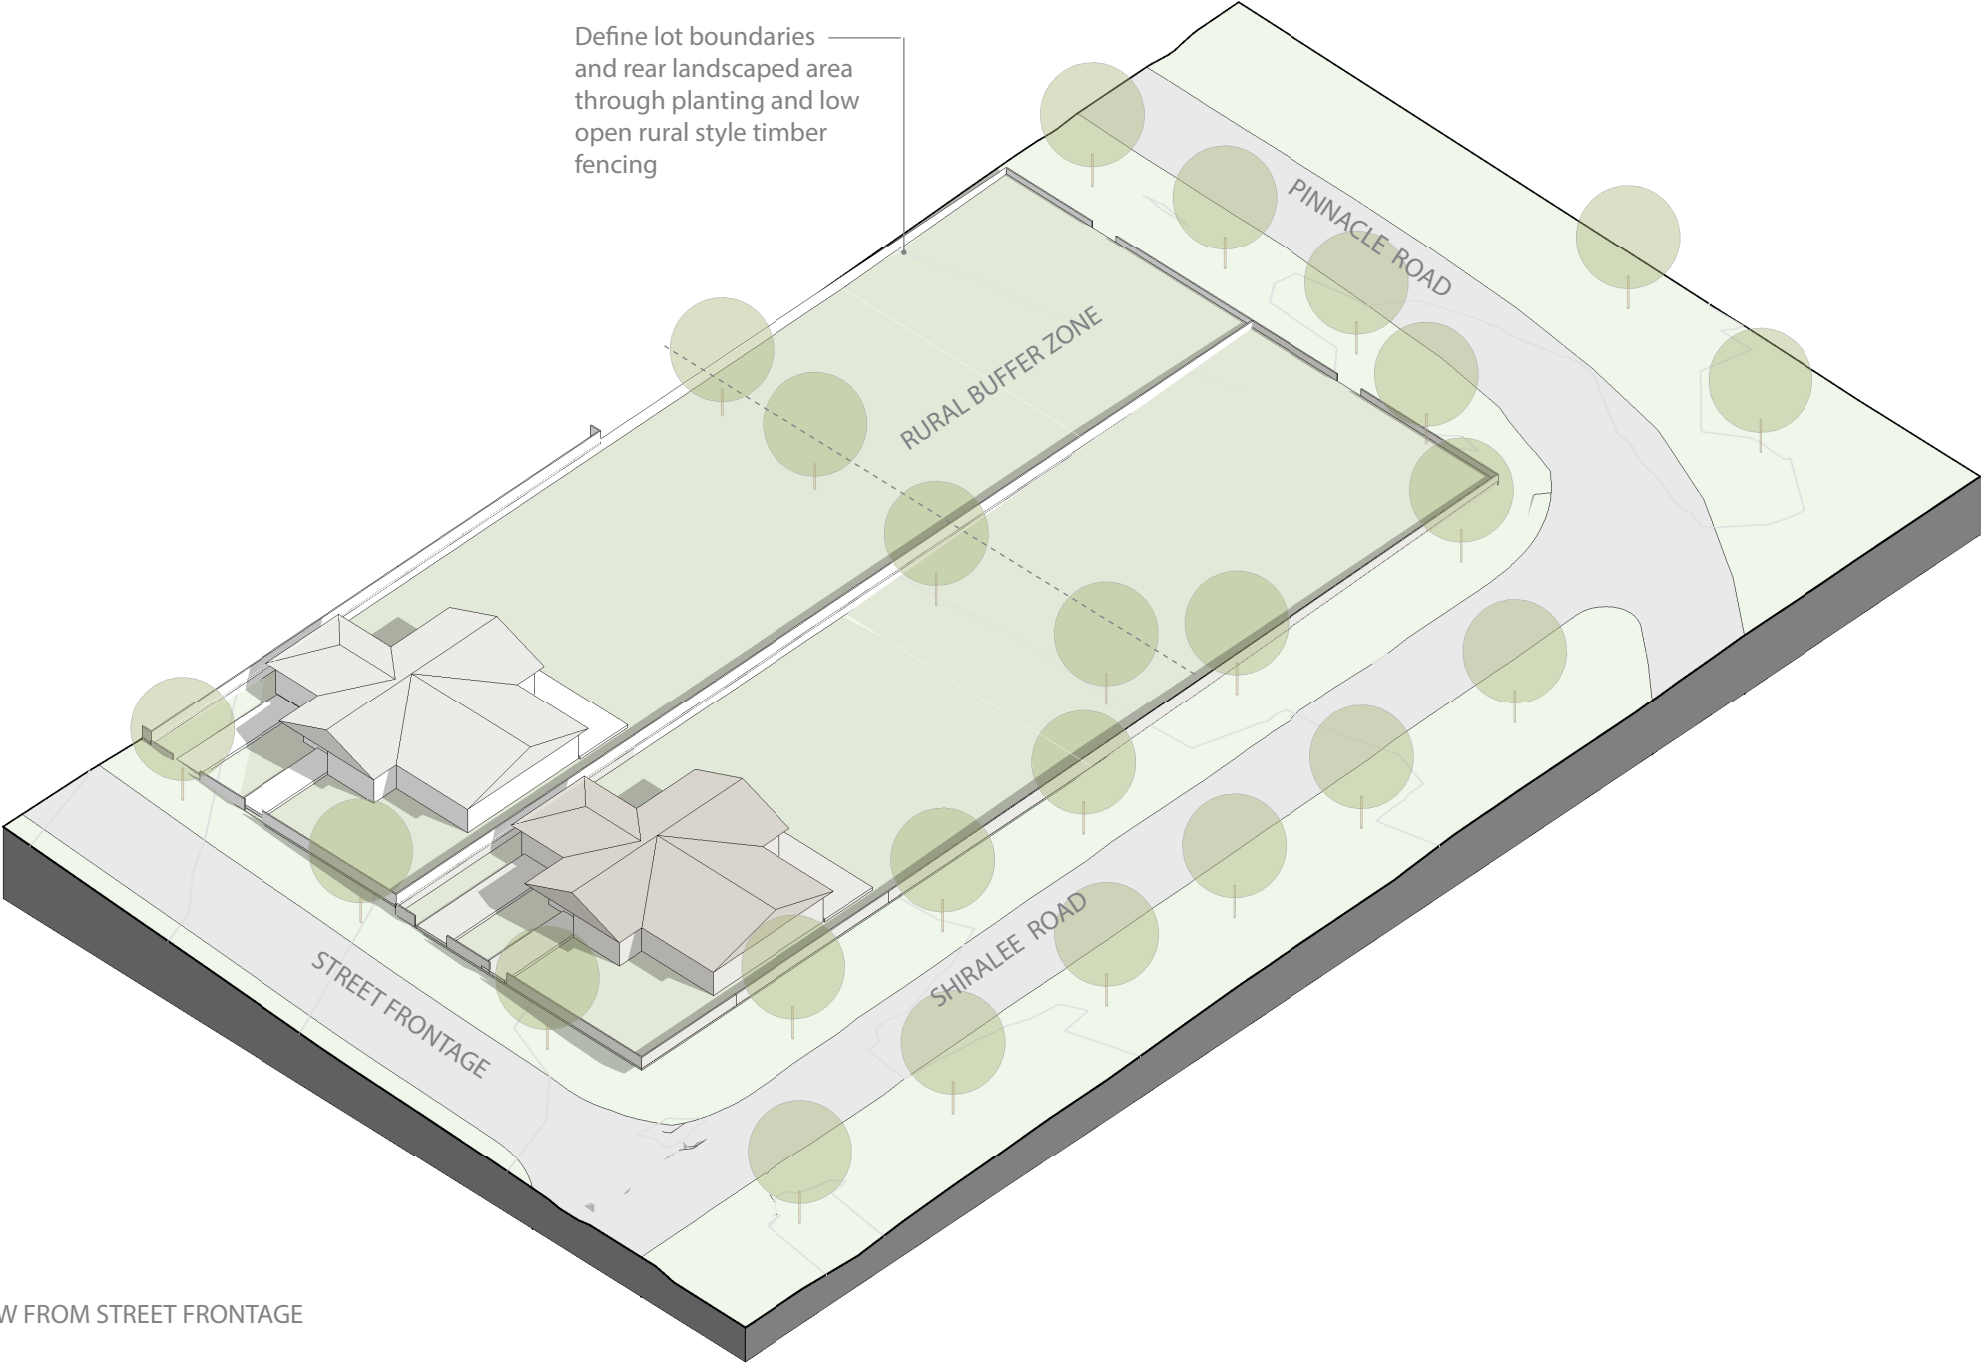 Define lot boundaries
and rear landscaped area
through planting and low
open rural style timber
fencing
PINNACLE ROAD
RURAL BUFFER ZONE
SHIRALEE ROAD
STREET FRONTAGE
W FROM STREET FRONTAGE